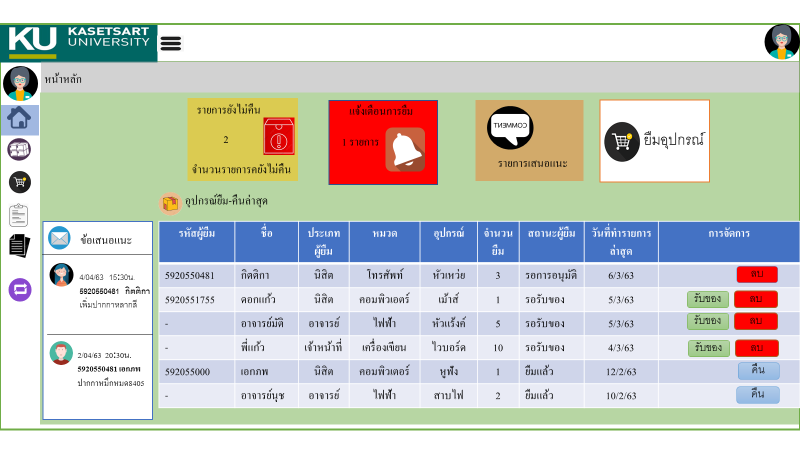 KU KASETSART
UNIVERSITY
หน้าหลัก
รายการยังไม่คืน
2
จำนวนรายการคยังไม่คืน
แจ้งเตือนการยืม
1 รายการ
COMMENT
รายการเสนอแนะ
ยืมอุปกรณ์
อุปกรณ์ยืม-คืนล่าสุด
ข้อเสนอแนะ
4/04/63 15:30น.
5920550481 กิตติกา
เพิ่มปากกาหลากสี
2/04/63 20:30น.
5920550481 เอกภพ
ปากกาหมึกหมด8405
รหัสผู้ยืม ชื่อ ประเภท หมวด อุปกรณ์ จำนวน สถานะผู้ยืม วันที่ทำรายการ การจัดการ
ผู้ยืม ยืม ล่าสุด
5920550481 กิตติกา นิสิต โทรศัพท์ หัวเหว่ย 3 รอการอนุมัติ 6/3/63 ลบ
5920551755 ดอกแก้ว นิสิต คอมพิวเตอร์ เม้าส์ 1 รอรับของ 5/3/63 รับของ ลบ
- อาจารย์มัติ อาจารย์ ไฟฟ้า หัวแร้งค์ 5 รอรับของ 5/3/63 รับของ ลบ
- พี่แก้ว เจ้าหน้าที่ เครื่องเขียน ไวบอร์ด 10 รอรับของ 4/3/63 รับของ ลบ
592055000 เอกภพ นิสิต คอมพิวเตอร์ หูฟัง 1 ยืมแล้ว 12/2/63 คืน
- อาจารย์นุช อาจารย์ ไฟฟ้า สาบไฟ 2 ยืมแล้ว 10/2/63 คืน